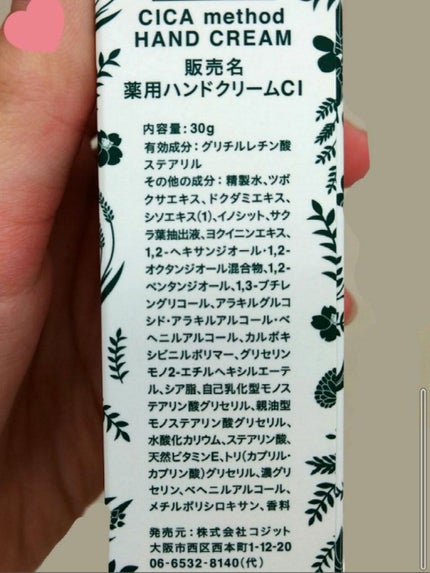 CICA method
HAND CREAM
販売名
薬用ハンドクリームCI
内容量:30g
有効成分:グリチルレチン酸
ステアリル
その他の成分:精製水、ツボ
クサエキス、ドクダミエキス、
シソエキス(1)、イノシット、サク
ラ葉抽出液、ヨクイニンエキス、
1,2-ヘキサンジオール・1,2-
オクタンジオール混合物、1,2-
ペンタンジオール、1,3-ブチレ
ングリコール、アラキルグルコ
シド・アラキルアルコール・ベ
ヘニルアルコール、カルボキ
シビニルポリマー、グリセリン
モノ2-エチルヘキシルエーテ
ル、シア脂、自己乳化型モノス
テアリン酸グリセリル、親油型
モノステアリン酸グリセリル、
水酸化カリウム、ステアリン酸、
天然ビタミンE、トリ(カプリル・
カプリン酸)グリセリル、濃グリ
セリン、ベヘニルアルコール、
メチルポリシロキサン、香料
発売元:株式会社コジット
大阪市西区西本町1-12-20
06-6532-8140(代)